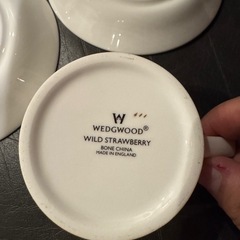 W
WEDGWOOD®
WILD STRAWBERRY
BONE CHINA
MADE IN ENGLAND